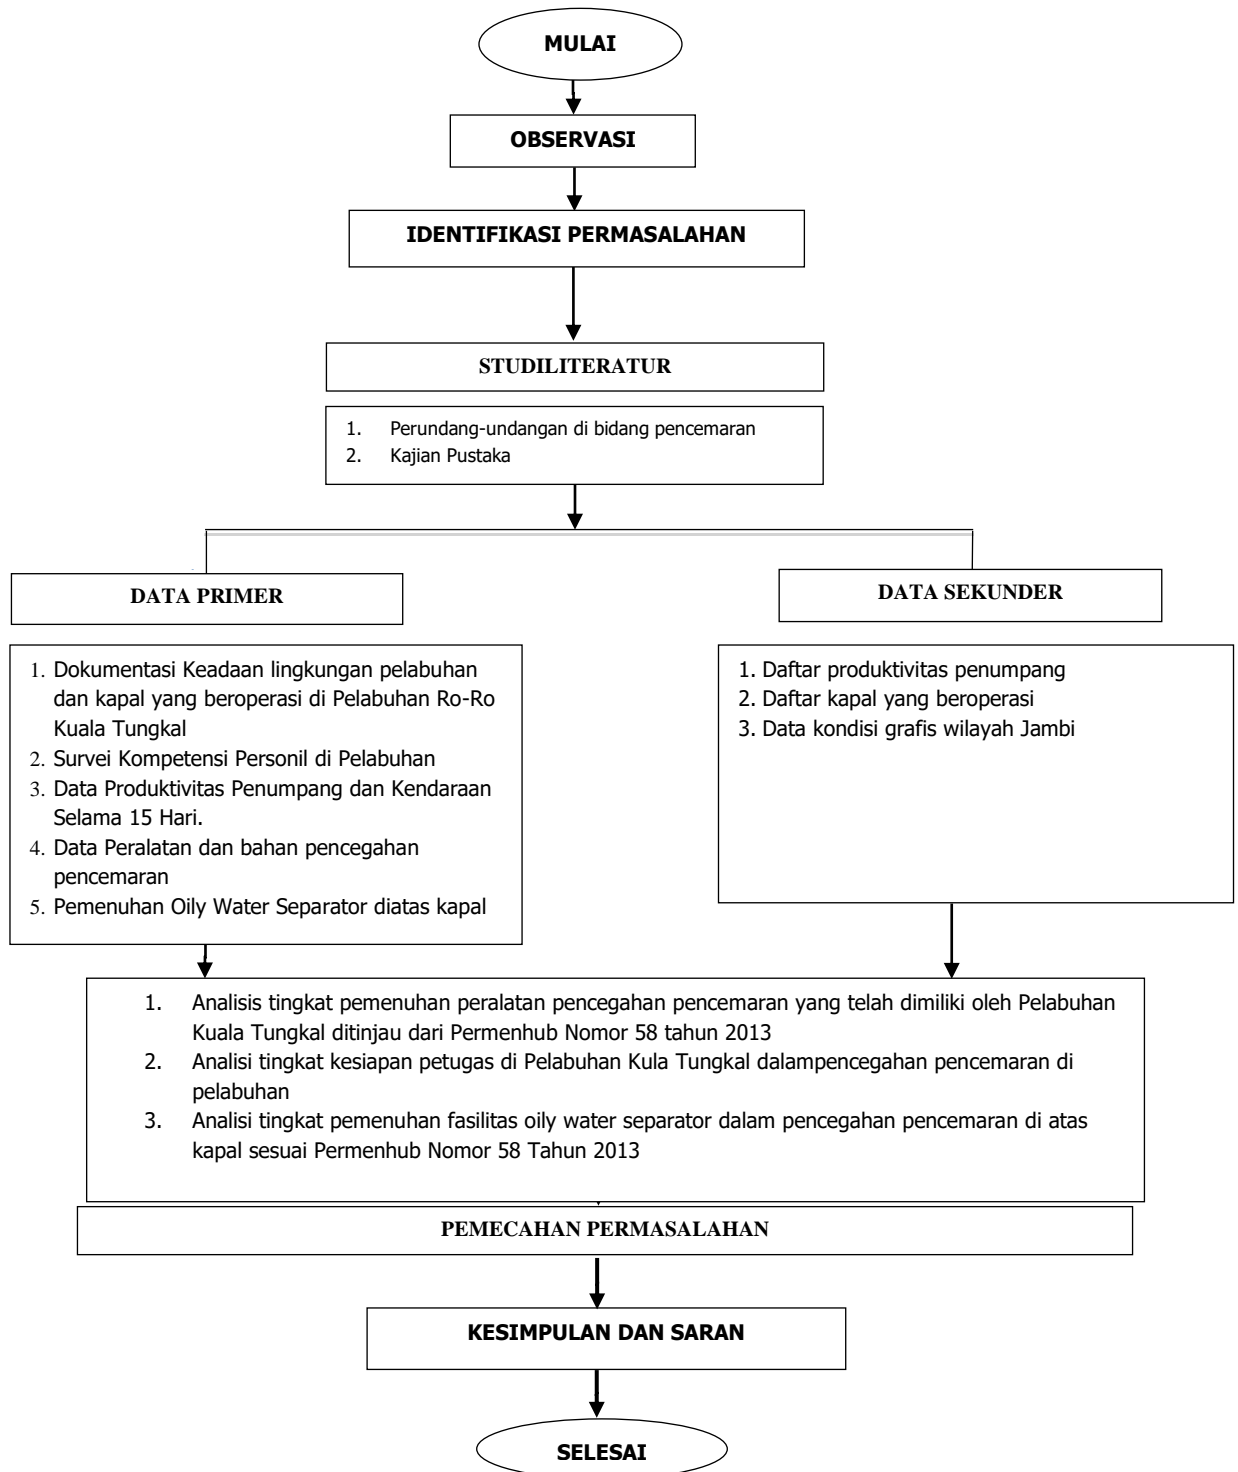 MULAI
OBSERVASI
IDENTIFIKASI PERMASALAHAN
STUDILITERATUR
1. Perundang-undangan di bidang pencemaran
2. Kajian Pustaka
DATA PRIMER
1. Dokumentasi Keadaan lingkungan pelabuhan
dan kapal yang beroperasi di Pelabuhan Ro-Ro
Kuala Tungkal
2. Survei Kompetensi Personil di Pelabuhan
3. Data Produktivitas Penumpang dan Kendaraan
Selama 15 Hari.
4. Data Peralatan dan bahan pencegahan
pencemaran
5. Pemenuhan Oily Water Separator diatas kapal
DATA SEKUNDER
1. Daftar produktivitas penumpang
2. Daftar kapal yang beroperasi
3. Data kondisi grafis wilayah Jambi
1. Analisis tingkat pemenuhan peralatan pencegahan pencemaran yang telah dimiliki oleh Pelabuhan
Kuala Tungkal ditinjau dari Permenhub Nomor 58 tahun 2013
2. Analisi tingkat kesiapan petugas di Pelabuhan Kula Tungkal dalampencegahan pencemaran di
pelabuhan
3. Analisi tingkat pemenuhan fasilitas oily water separator dalam pencegahan pencemaran di atas
kapal sesuai Permenhub Nomor 58 Tahun 2013
PEMECAHAN PERMASALAHAN
KESIMPULAN DAN SARAN
SELESAI